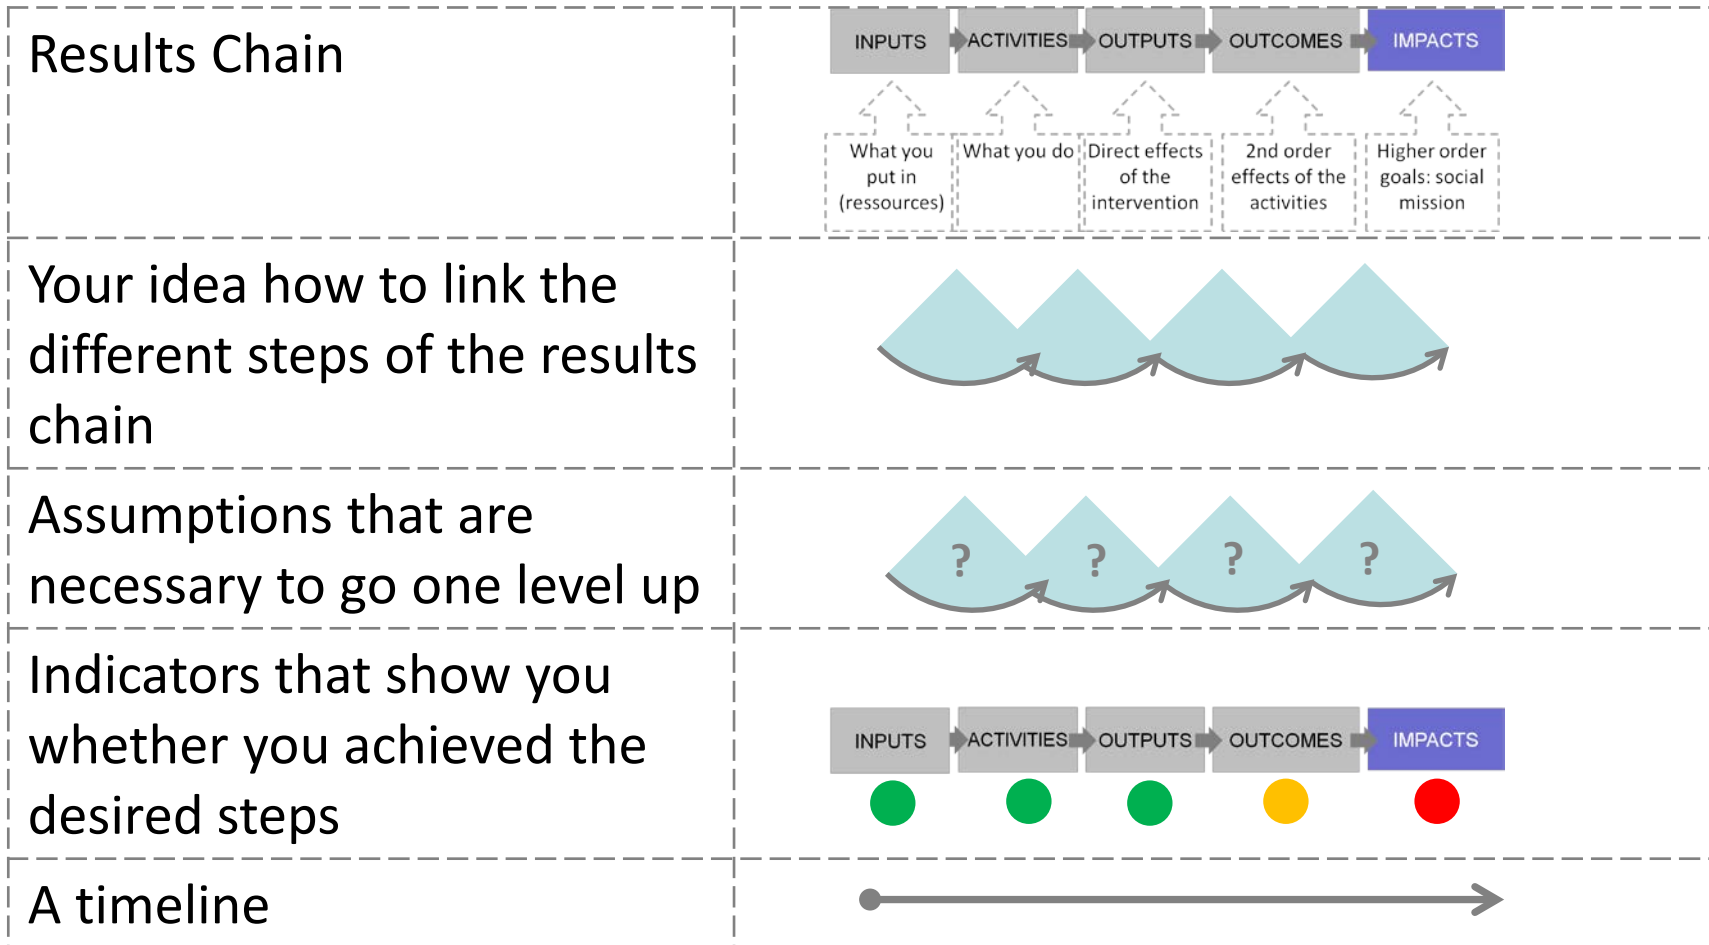 Results Chain
INPUTS ACTIVITIES OUTPUTS OUTCOMES IMPACTS
What you
put in
(ressources)
What you do
Direct effects
of the
intervention
2nd order
effects of the
activities
Higher order
goals: social
mission
Your idea how to link the
different steps of the results
chain
Assumptions that are
necessary to go one level up
? ? ? ?
Indicators that show you
whether you achieved the
desired steps
INPUTS ACTIVITIES OUTPUTS OUTCOMES IMPACTS
A timeline